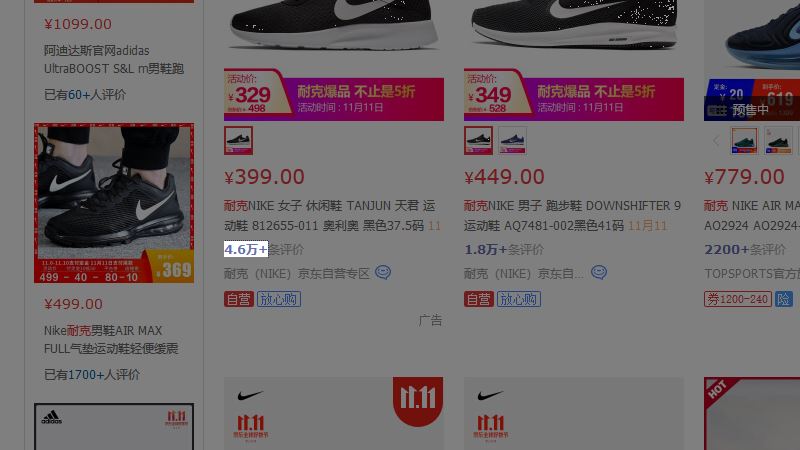 ¥1099.00
阿迪达斯官网adidas
UltraBOOST S&L m男鞋跑
已有60+人评价
¥369
499 - 40 - 80 - 10
¥499.00
Nike耐克男鞋AIR MAX
FULL气垫运动鞋轻便缓震
已有1700+人评价
adidas
11.11
活动价:
¥329
498
耐克爆品 不止是5折
活动时间：11月11日
¥399.00
耐克NIKE 女子 休闲鞋 TANJUN 天君 运
动鞋 812655-011 奥利奥 黑色37.5码 11
4.6万+条评价
耐克（NIKE）京东自营专区
自营 放心购
广告
11.11
11.11
活动价:
¥349
528
耐克爆品 不止是5折
活动时间：11月11日
¥449.00
耐克NIKE 男子 跑步鞋 DOWNSHIFTER 9
运动鞋 AQ7481-002黑色41码 11月11
1.8万+条评价
耐克（NIKE）京东自...
自营 放心购
11.11
定金:
¥20
到手价:
¥619
预售中
¥779.00
耐克NIKE AIR MA
AO2924 AO2924-
2200+条评价
TOPSPORTS官方旗
券1200-240 险
HOT